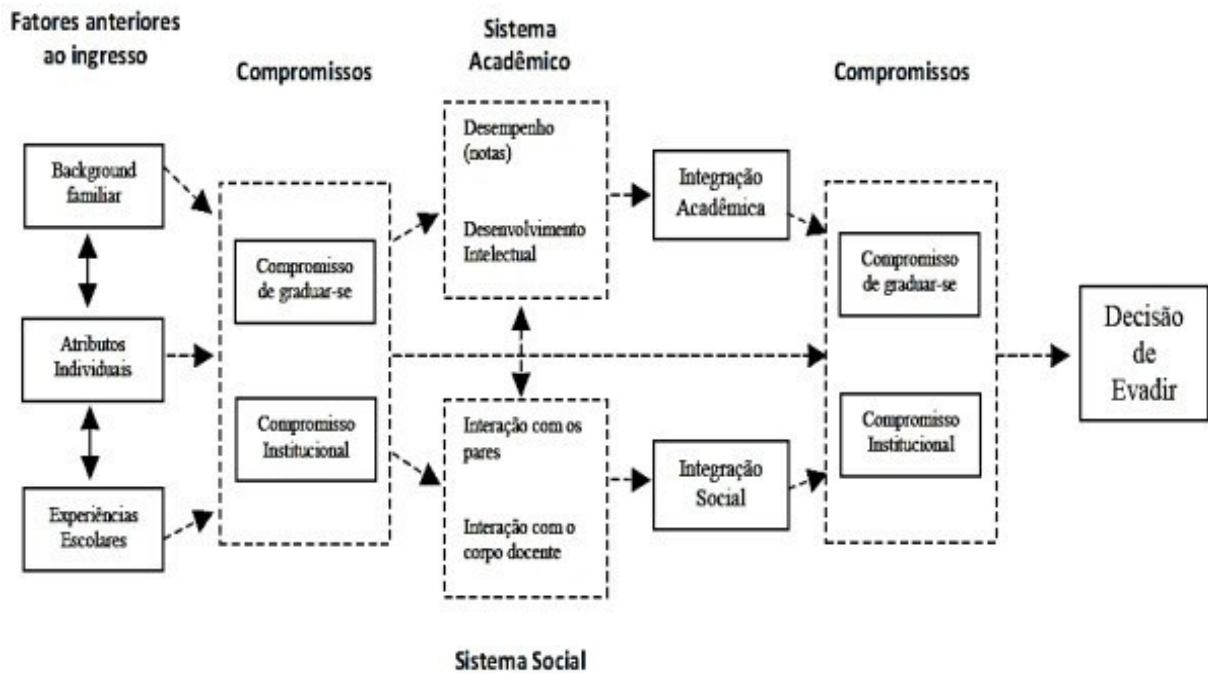 Fatores anteriores
ao ingresso
Compromissos
Sistema
Acadêmico
Compromissos
Background
familiar
Atributos
Individuais
Experiências
Escolares
Compromisso
de graduar-se
Compromisso
Institucional
Desempenho
(notas)
Desenvolvimento
Intelectual
Interação com os
pares
Interação com o
corpo docente
Sistema Social
Integração
Acadêmica
Integração
Social
Compromisso
de graduar-se
Compromisso
Institucional
Decisão
de
Evadir